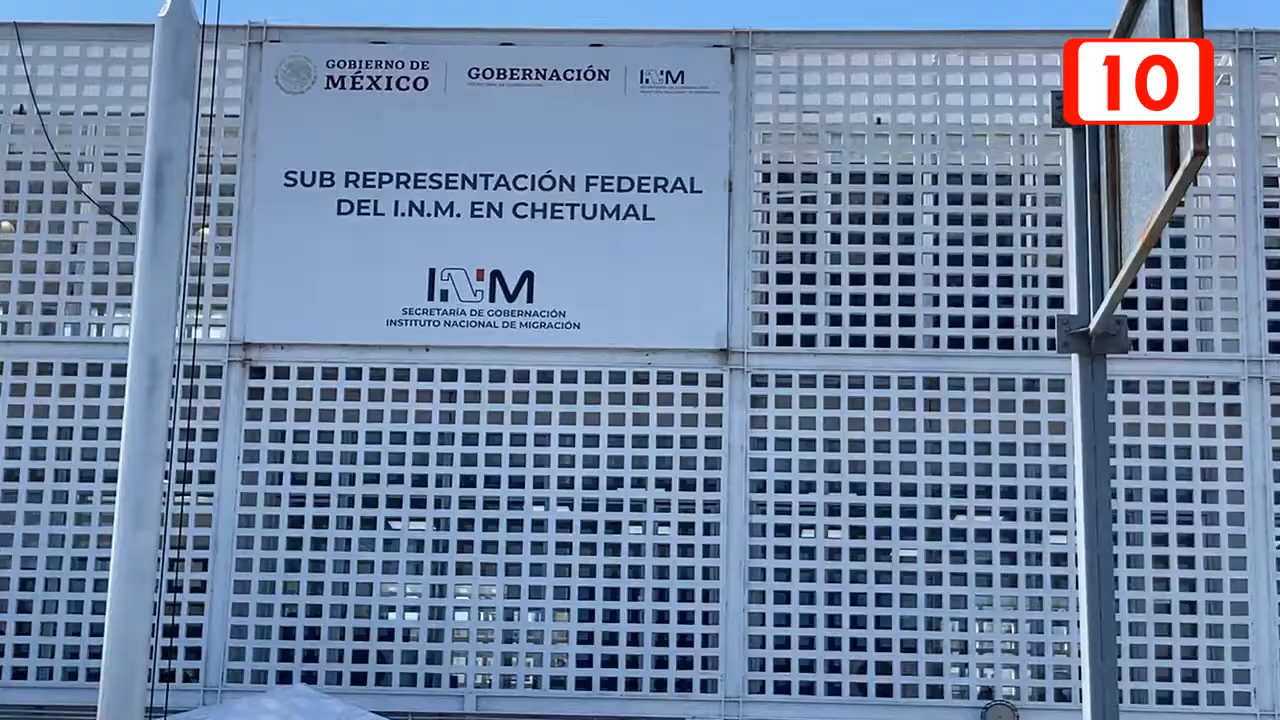 GOBIERNO DE
MÉXICO
GOBERNACIÓN
INM
10
SUB REPRESENTACIÓN FEDERAL
DEL I.N.M. EN CHETUMAL
INM
SECRETARÍA DE GOBERNACIÓN
INSTITUTO NACIONAL DE MIGRACIÓN